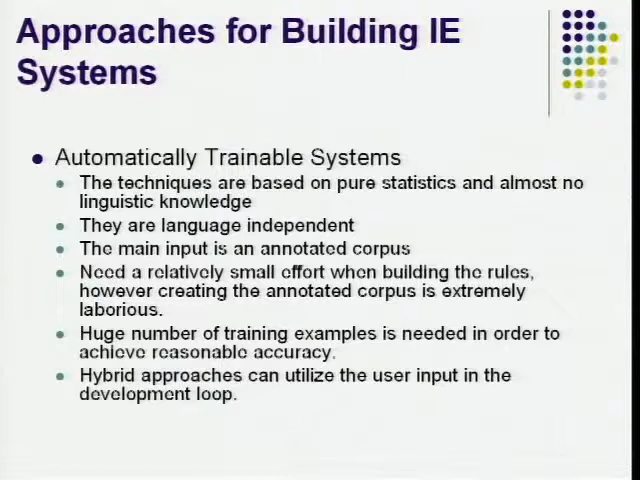 Approaches for Building IE
Systems
Automatically Trainable Systems
The techniques are based on pure statistics and almost no
linguistic knowledge
They are language independent
The main input is an annotated corpus
Need a relatively small effort when building the rules,
however creating the annotated corpus is extremely
laborious.
Huge number of training examples is needed in order to
achieve reasonable accuracy.
Hybrid approaches can utilize the user input in the
development loop.